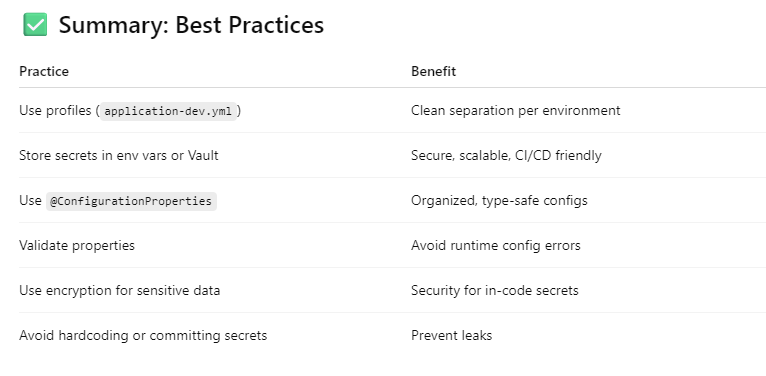 ✅ Summary: Best Practices
Practice Benefit
Use profiles (application-dev.yml) Clean separation per environment
Store secrets in env vars or Vault Secure, scalable, CI/CD friendly
Use @ConfigurationProperties Organized, type-safe configs
Validate properties Avoid runtime config errors
Use encryption for sensitive data Security for in-code secrets
Avoid hardcoding or committing secrets Prevent leaks